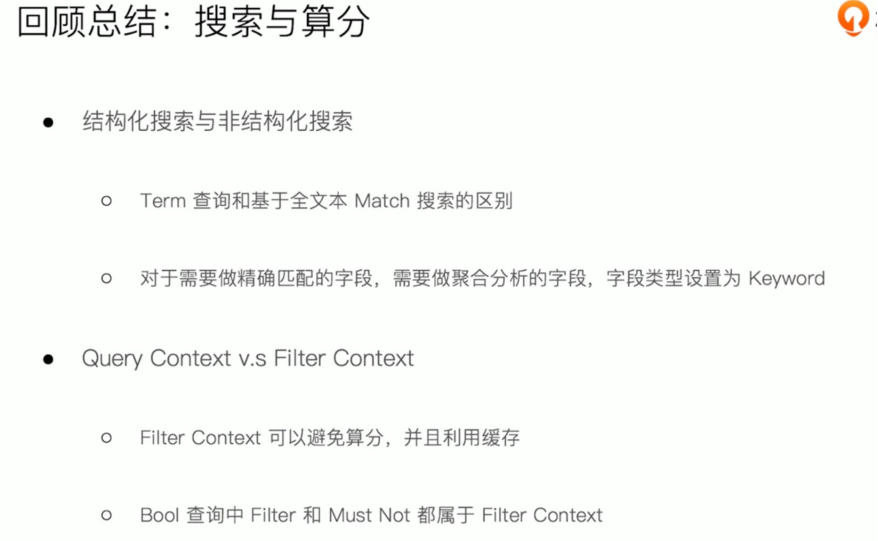 回顾总结：搜索与算分
结构化搜索与非结构化搜索
Term 查询和基于全文本 Match 搜索的区别
对于需要做精确匹配的字段，需要做聚合分析的字段，字段类型设置为 Keyword
Query Context v.s Filter Context
Filter Context 可以避免算分，并且利用缓存
Bool 查询中 Filter 和 Must Not 都属于 Filter Context